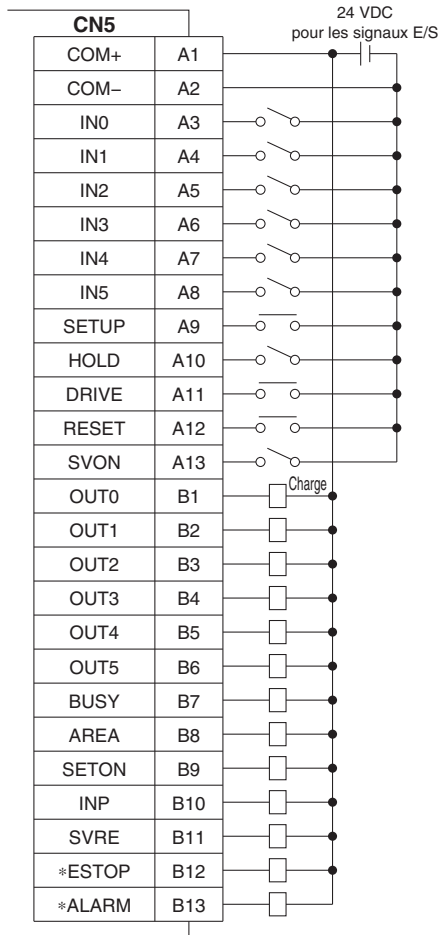 24 VDC
pour les signaux E/S
CN5
COM+ A1
COM− A2
IN0 A3
IN1 A4
IN2 A5
IN3 A6
IN4 A7
IN5 A8
SETUP A9
HOLD A10
DRIVE A11
RESET A12
SVON A13
OUT0 B1 Charge
OUT1 B2
OUT2 B3
OUT3 B4
OUT4 B5
OUT5 B6
BUSY B7
AREA B8
SETON B9
INP B10
SVRE B11
∗ESTOP B12
∗ALARM B13